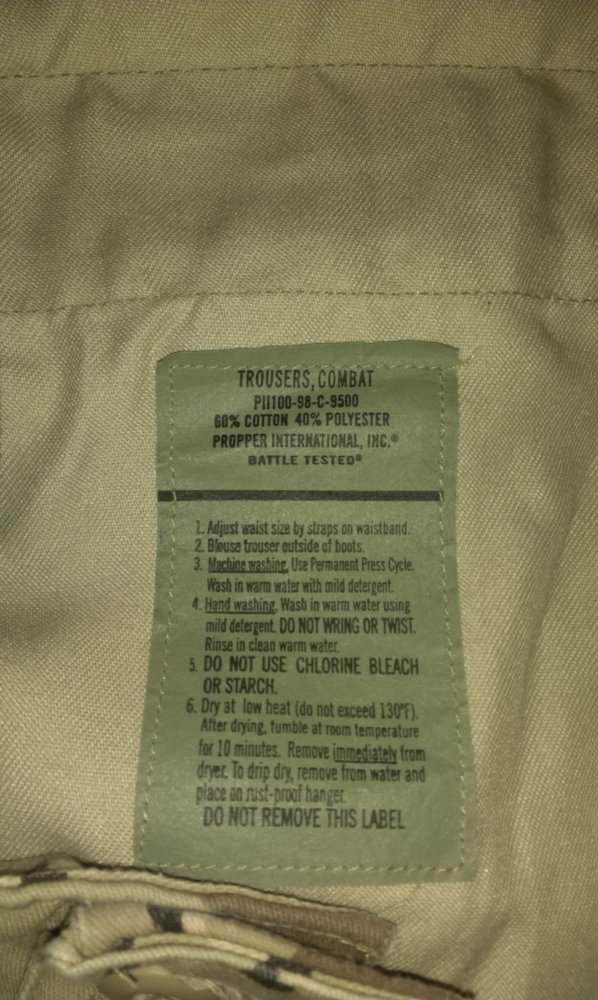 TROUSERS, COMBAT
PII100-98-C-9500
60% COTTON 40% POLYESTER
PROPPER INTERNATIONAL, INC.®
BATTLE TESTED®
1. Adjust waist size by straps on waistband.
2. Blouse trouser outside of boots.
3. Machine washing. Use Permanent Press Cycle.
Wash in warm water with mild detergent.
4. Hand washing. Wash in warm water using
mild detergent. DO NOT WRING OR TWIST.
Rinse in clean warm water.
5. DO NOT USE CHLORINE BLEACH
OR STARCH.
6. Dry at low heat (do not exceed 130°F).
After drying, tumble at room temperature
for 10 minutes. Remove immediately from
dryer. To drip dry, remove from water and
place on rust-proof hanger.
DO NOT REMOVE THIS LABEL